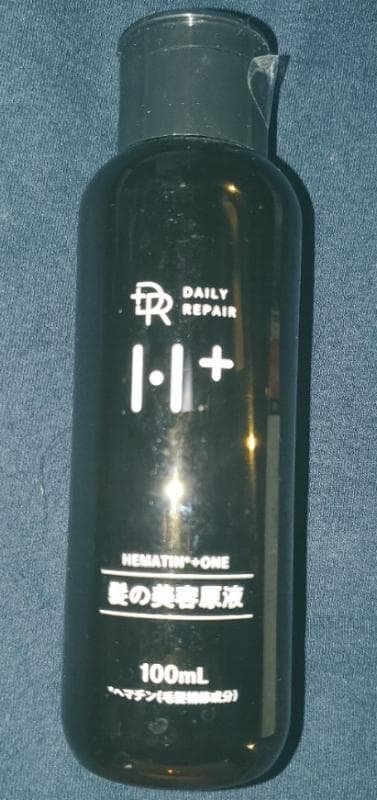 DR DAILY
REPAIR
H+
HEMATIN*+ONE
髪の美容原液
100mL
*ヘマチン(毛髪補修成分)